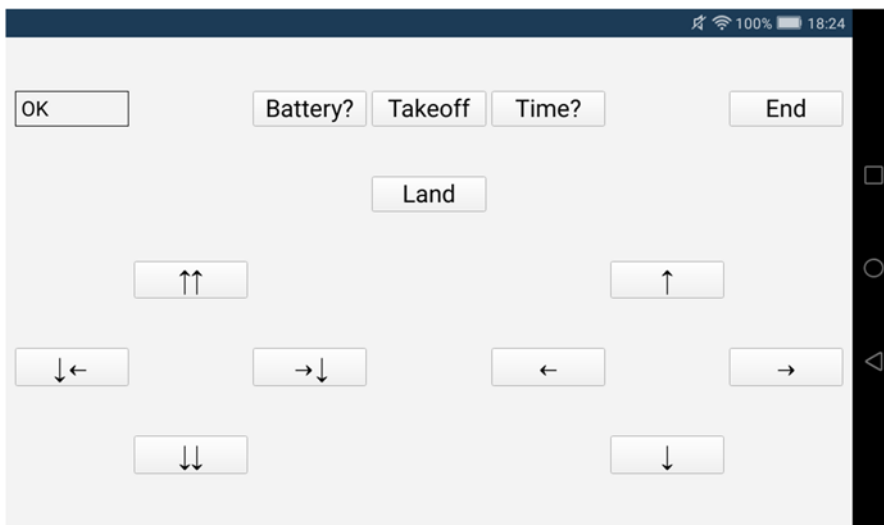 100% 18:24
OK Battery? Takeoff Time? End
Land
↑↑ ↑
↓← →↓ ← →
↓↓ ↓